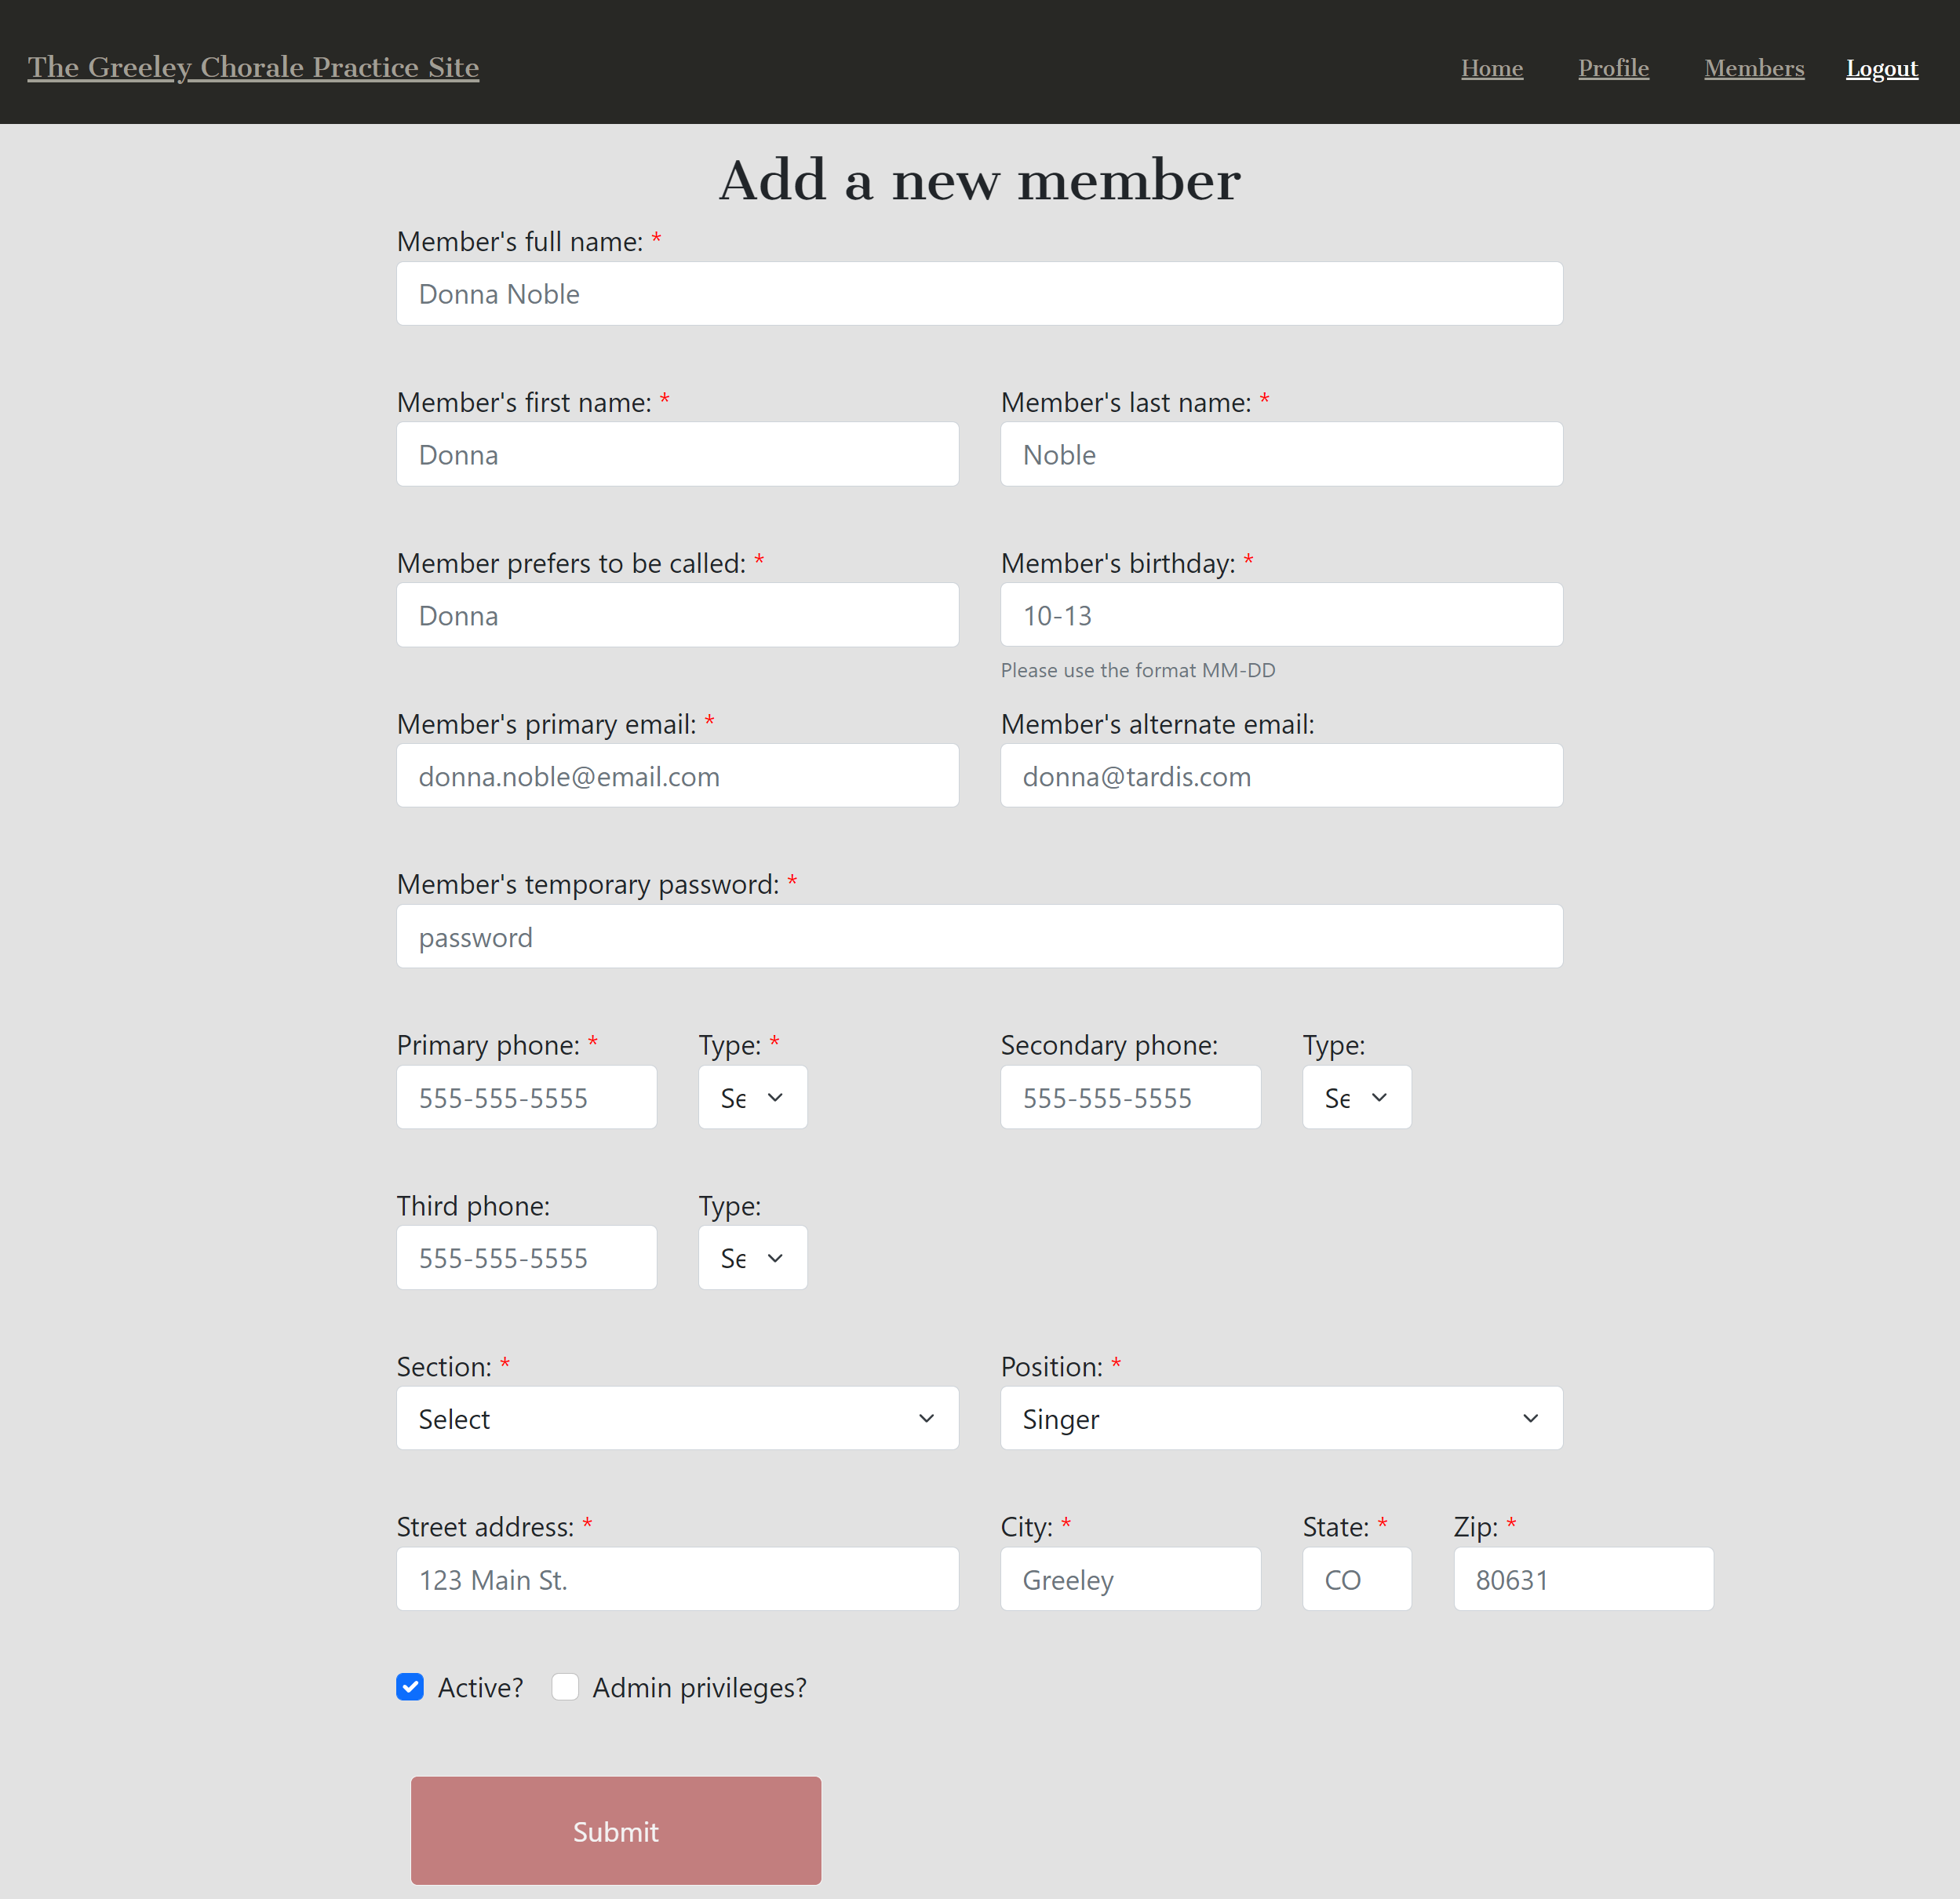 The Greeley Chorale Practice Site Home Profile Members Logout
Add a new member
Member's full name: *
Donna Noble
Member's first name: * Member's last name: *
Donna Noble
Member prefers to be called: * Member's birthday: *
Donna 10-13
Please use the format MM-DD
Member's primary email: * Member's alternate email:
donna.noble@email.com donna@tardis.com
Member's temporary password: *
password
Primary phone: * Type: * Secondary phone: Type:
555-555-5555 Se 555-555-5555 Se
Third phone: Type:
555-555-5555 Se
Section: * Position: *
Select Singer
Street address: * City: * State: * Zip: *
123 Main St. Greeley CO 80631
Active? Admin privileges?
Submit